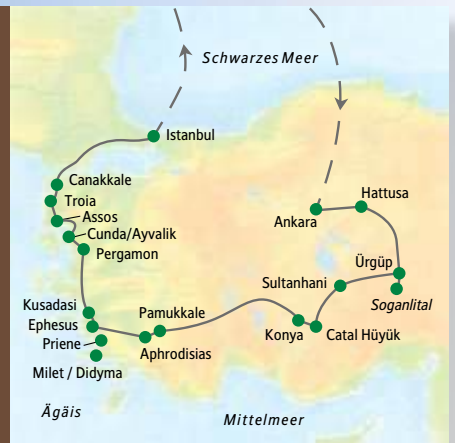 Schwarzes Meer
Istanbul
Canakkale
Troia
Assos
Cunda/Ayvalik
Pergamon
Hattusa
Ankara
Ürgüp
Sultanhani
Soganlital
Kusadasi
Ephesus
Priene
Milet / Didyma
Pamukkale
Aphrodisias
Konya
Catal Hüyük
Ägäis
Mittelmeer